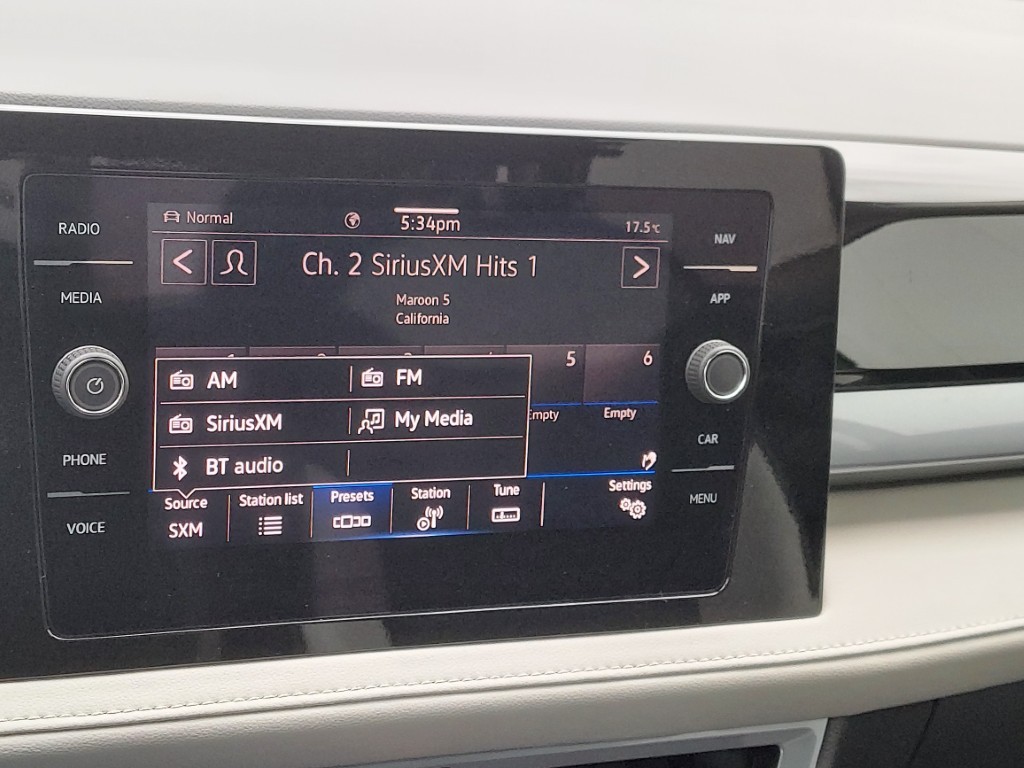 RADIO
MEDIA
PHONE
VOICE
Normal
5:34pm
17.5°C
Ch. 2 SiriusXM Hits 1
Maroon 5
California
5
6
Empty
AM
FM
SiriusXM
My Media
BT audio
Source
SXM
Station list
Presets
Station
Tune
Settings
NAV
APP
CAR
MENU